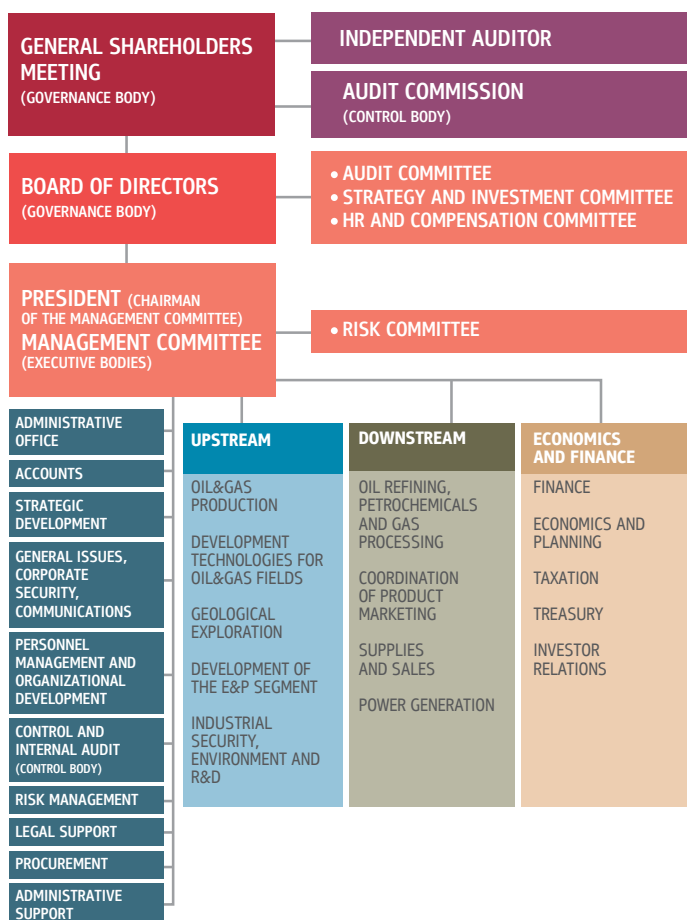 GENERAL SHAREHOLDERS
MEETING
(GOVERNANCE BODY)
INDEPENDENT AUDITOR
AUDIT COMMISSION
(CONTROL BODY)
BOARD OF DIRECTORS
(GOVERNANCE BODY)
• AUDIT COMMITTEE
• STRATEGY AND INVESTMENT COMMITTEE
• HR AND COMPENSATION COMMITTEE
PRESIDENT (CHAIRMAN
OF THE MANAGEMENT COMMITTEE)
MANAGEMENT COMMITTEE
(EXECUTIVE BODIES)
• RISK COMMITTEE
ADMINISTRATIVE
OFFICE
ACCOUNTS
STRATEGIC
DEVELOPMENT
GENERAL ISSUES,
CORPORATE
SECURITY,
COMMUNICATIONS
PERSONNEL
MANAGEMENT AND
ORGANIZATIONAL
DEVELOPMENT
CONTROL AND
INTERNAL AUDIT
(CONTROL BODY)
RISK MANAGEMENT
LEGAL SUPPORT
PROCUREMENT
ADMINISTRATIVE
SUPPORT
UPSTREAM
OIL&GAS
PRODUCTION
DEVELOPMENT
TECHNOLOGIES FOR
OIL&GAS FIELDS
GEOLOGICAL
EXPLORATION
DEVELOPMENT OF
THE E&P SEGMENT
INDUSTRIAL
SECURITY,
ENVIRONMENT AND
R&D
DOWNSTREAM
OIL REFINING,
PETROCHEMICALS
AND GAS
PROCESSING
COORDINATION
OF PRODUCT
MARKETING
SUPPLIES
AND SALES
POWER GENERATION
ECONOMICS
AND FINANCE
FINANCE
ECONOMICS AND
PLANNING
TAXATION
TREASURY
INVESTOR
RELATIONS